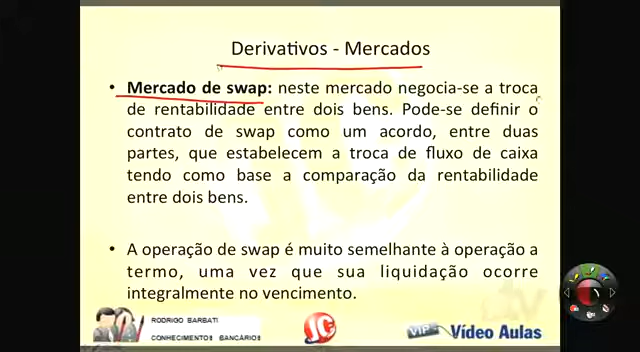 Derivativos - Mercados
• Mercado de swap: neste mercado negocia-se a troca
de rentabilidade entre dois bens. Pode-se definir o
contrato de swap como um acordo, entre duas
partes, que estabelecem a troca de fluxo de caixa
tendo como base a comparação da rentabilidade
entre dois bens.
• A operação de swap é muito semelhante à operação a
termo, uma vez que sua liquidação ocorre
integralmente no vencimento.
RODRIGO BARBATI
CONHECIMENTOS BANCÁRIOS
VIP Vídeo Aulas